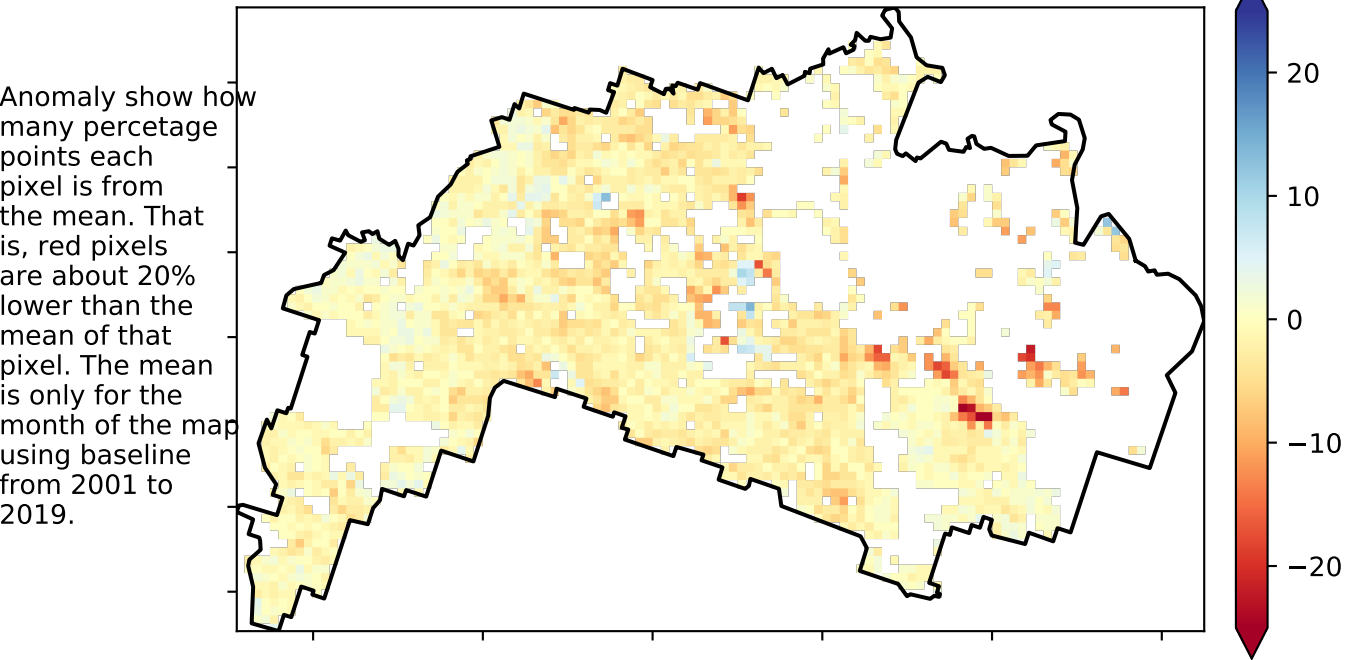 Anomaly show how
many percetage
points each
pixel is from
the mean. That
is, red pixels
are about 20%
lower than the
mean of that
pixel. The mean
is only for the
month of the map
using baseline
from 2001 to
2019.
20
10
0
−10
−20